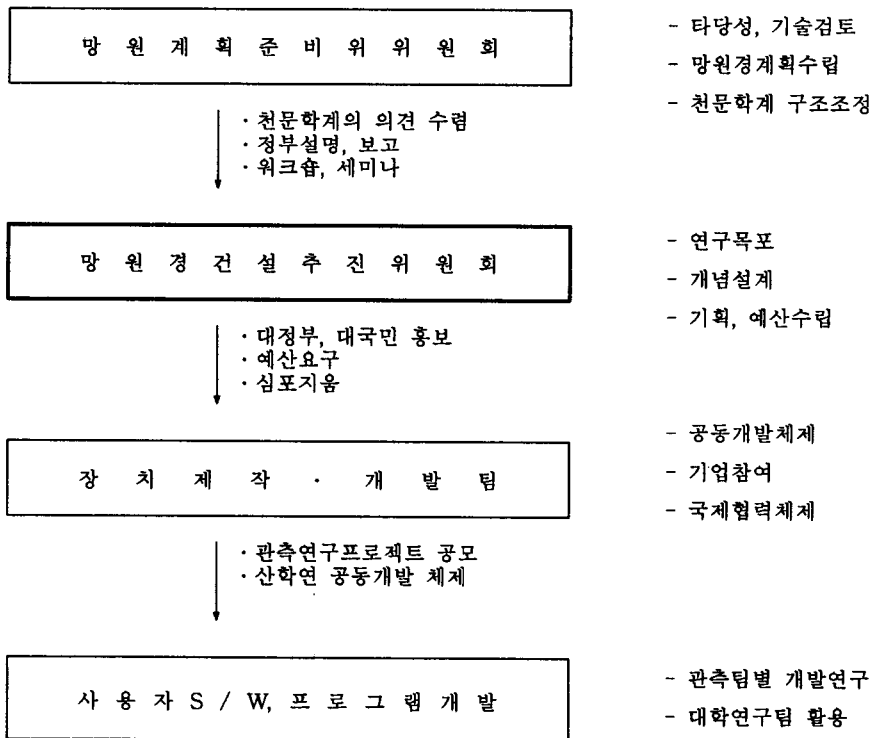 망 원 계 획 준 비 위 위 원 회
- 타당성, 기술검토
- 망원경계획수립
- 천문학계 구조조정
· 천문학계의 의견 수렴
· 정부설명, 보고
· 워크숍, 세미나
망 원 경 건 설 추 진 위 원 회
- 연구목포
- 개념설계
- 기획, 예산수립
· 대정부, 대국민 홍보
· 예산요구
· 심포지움
장 치 제 작 · 개 발 팀
- 공동개발체제
- 기업참여
- 국제협력체제
· 관측연구프로젝트 공모
· 산학연 공동개발 체제
사 용 자 S / W, 프 로 그 램 개 발
- 관측팀별 개발연구
- 대학연구팀 활용